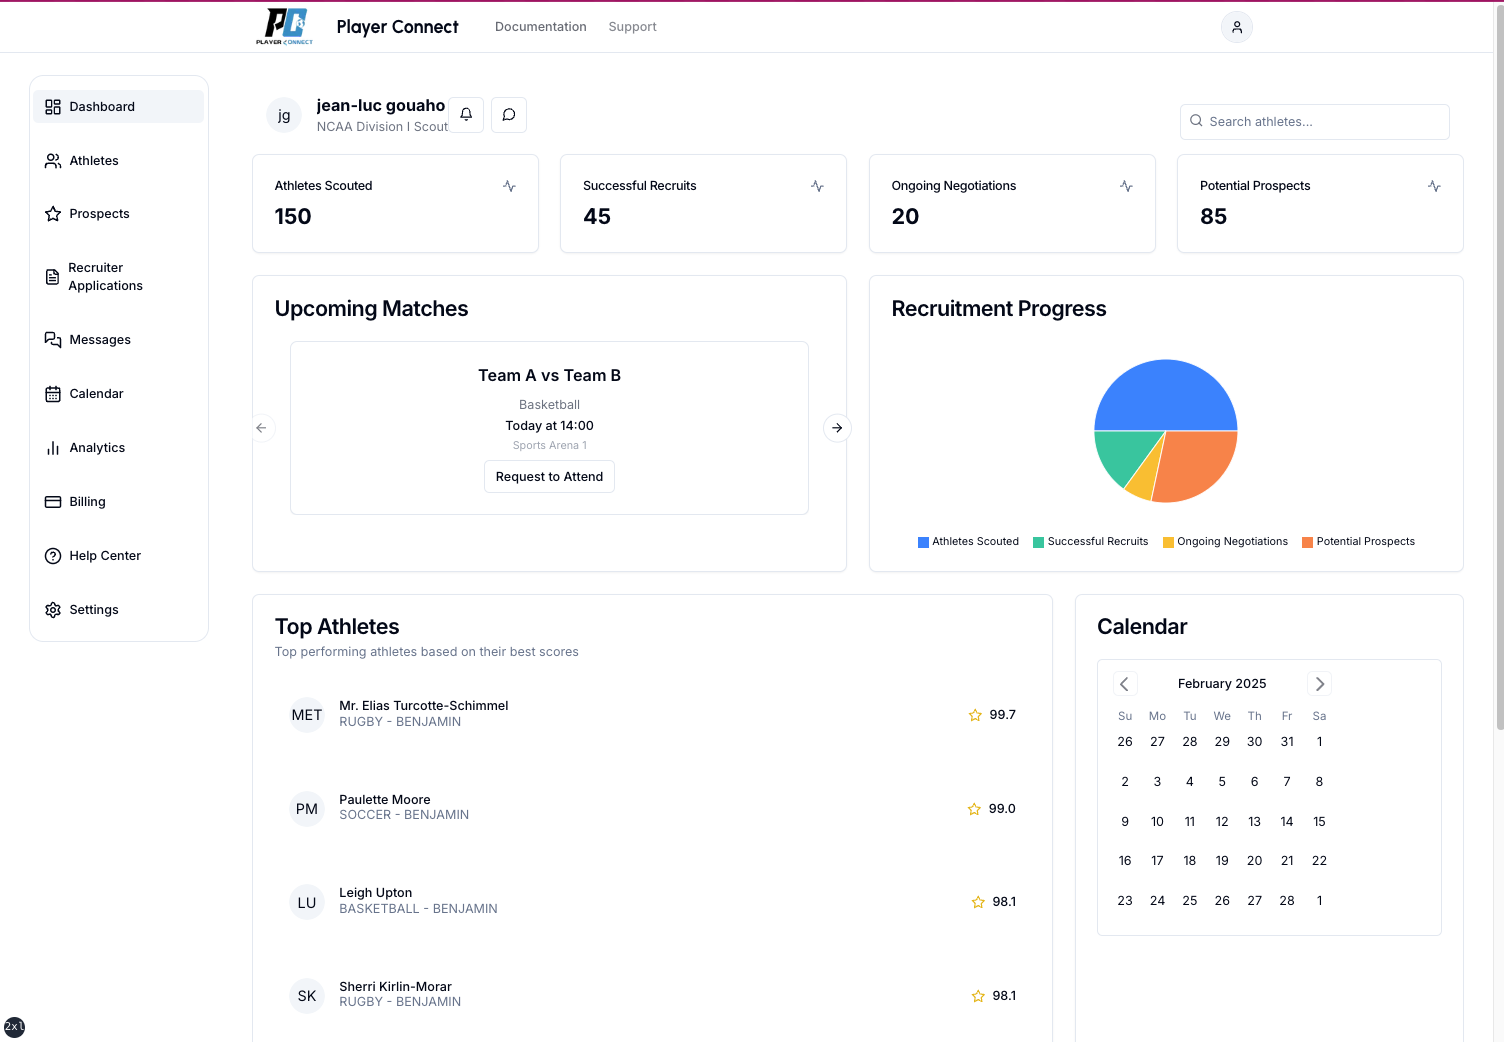 PLAYER CONNECT
Player Connect
Documentation
Support
Dashboard
Athletes
Prospects
Recruiter
Applications
Messages
Calendar
Analytics
Billing
Help Center
Settings
jg
jean-luc gouaho
NCAA Division I Scout
Search athletes...
Athletes Scouted
150
Successful Recruits
45
Ongoing Negotiations
20
Potential Prospects
85
Upcoming Matches
Team A vs Team B
Basketball
Today at 14:00
Sports Arena 1
Request to Attend
Recruitment Progress
Athletes Scouted
Successful Recruits
Ongoing Negotiations
Potential Prospects
Top Athletes
Top performing athletes based on their best scores
MET
Mr. Elias Turcotte-Schimmel
RUGBY - BENJAMIN
99.7
PM
Paulette Moore
SOCCER - BENJAMIN
99.0
LU
Leigh Upton
BASKETBALL - BENJAMIN
98.1
SK
Sherri Kirlin-Morar
RUGBY - BENJAMIN
98.1
Calendar
February 2025
Su Mo Tu We Th Fr Sa
26 27 28 29 30 31 1
2 3 4 5 6 7 8
9 10 11 12 13 14 15
16 17 18 19 20 21 22
23 24 25 26 27 28 1
2xl